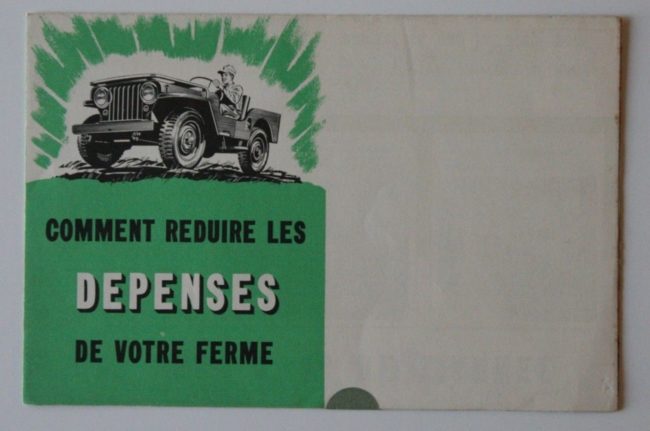 COMMENT REDUIRE LES
DEPENSES
DE VOTRE FERME